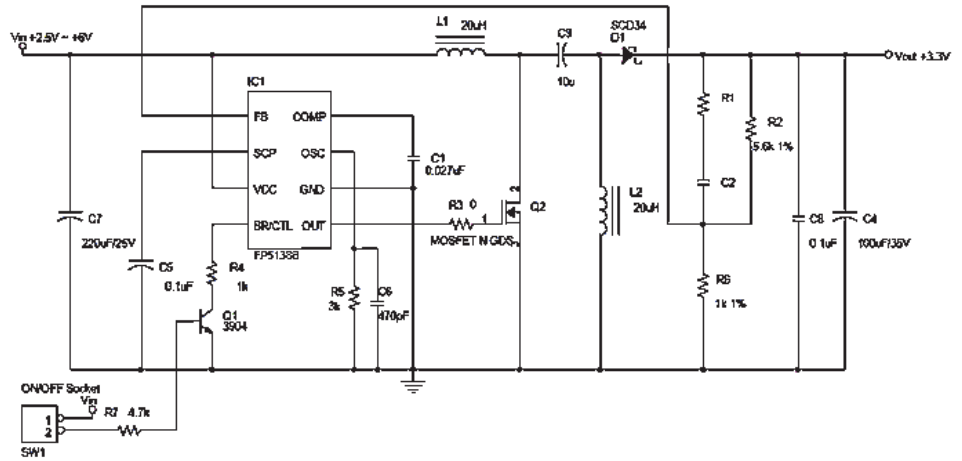 Vin +2.5V ~ +6V
L1
20uH
C9
10u
SCD34
D1
Vout +3.3V
IC1
FB
COMP
SCP
OSC
VCC
GND
BR/CTL
OUT
FP5138B
C1
0.027uF
R1
R2
5.6k 1%
C2
L2
20uH
R3 0
1
2
Q2
MOSFET N GDS
C7
220uF/25V
C5
0.1uF
R4
1k
Q1
3904
R5
3k
C6
470pF
R6
1k 1%
C8
0.1uF
C4
100uF/35V
ON/OFF Socket
Vin
1
2
R7 4.7k
SW1